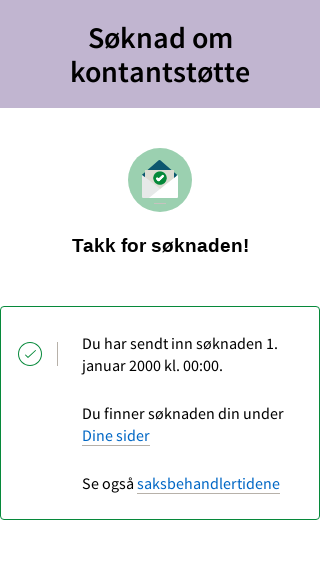 Søknad om
kontantstøtte
Takk for søknaden!
Du har sendt inn søknaden 1.
januar 2000 kl. 00:00.
Du finner søknaden din under
Dine sider
Se også saksbehandlertidene